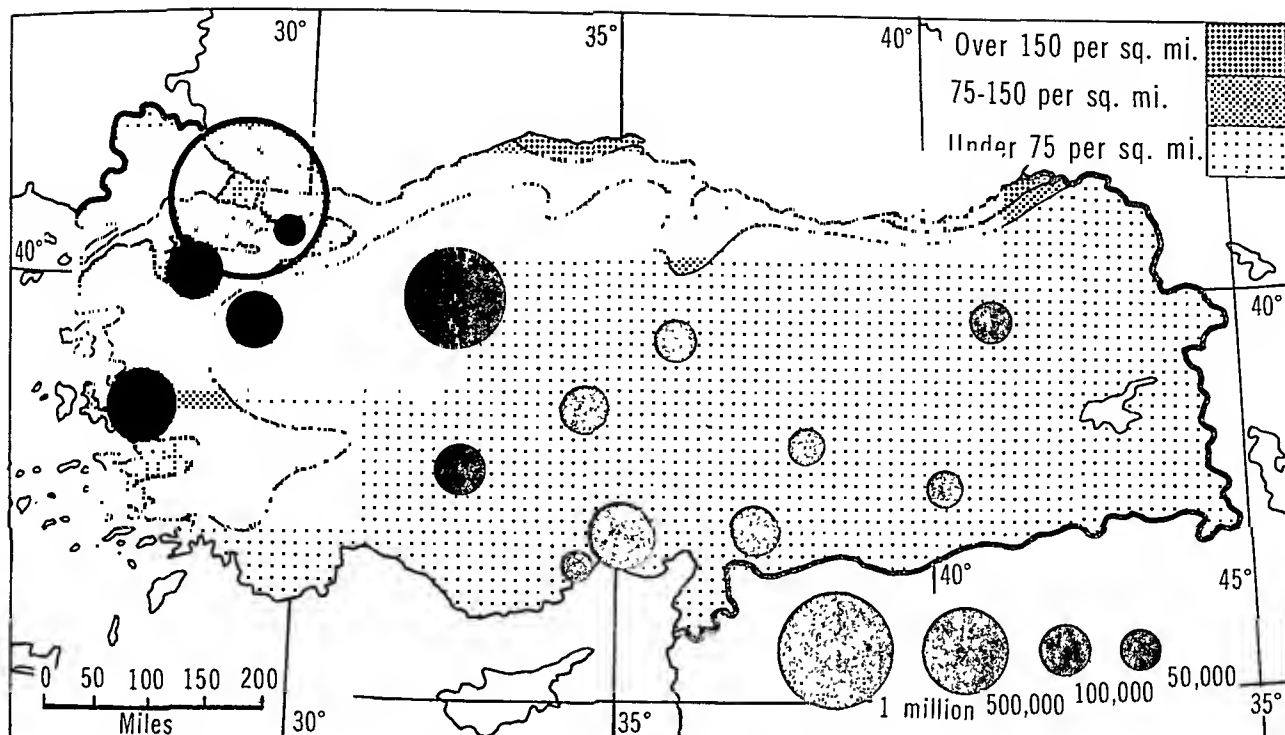 30°
35°
40°
Over 150 per sq. mi.
75-150 per sq. mi.
Under 75 per sq. mi.
40°
40°
40°
45°
0 50 100 150 200
Miles
30°
35°
1 million 500,000 100,000 50,000
35°